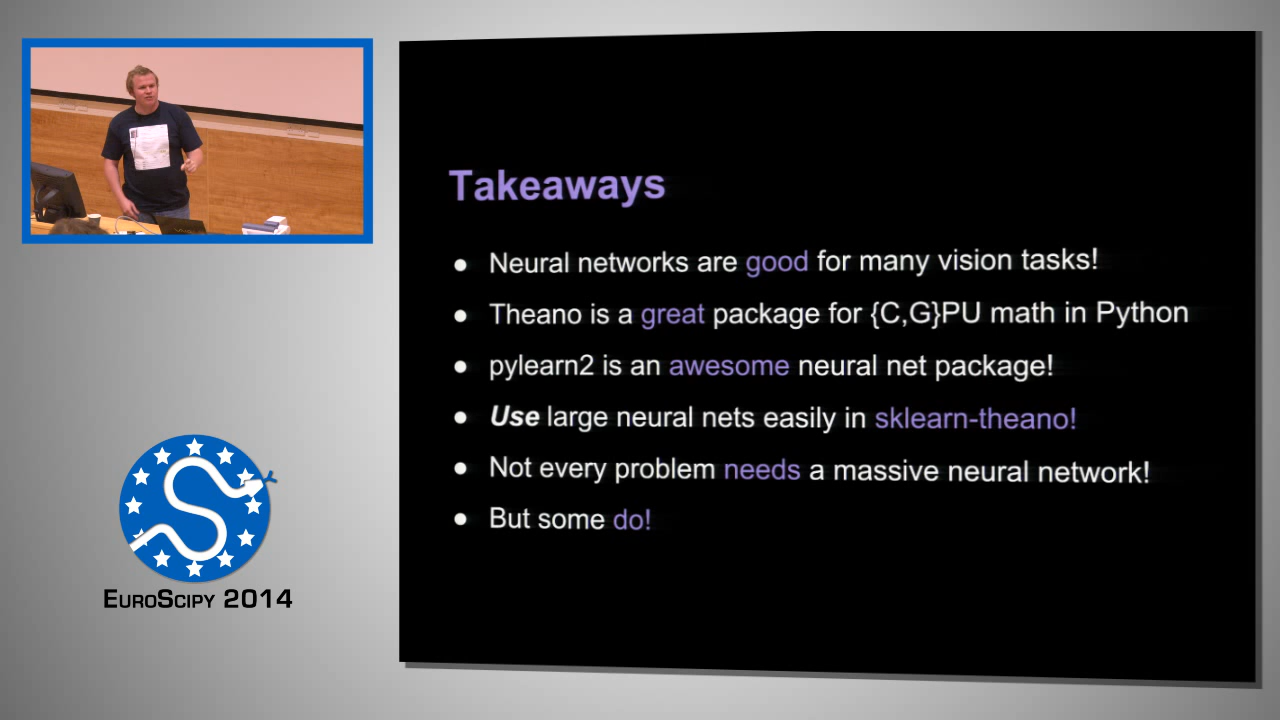 Takeaways
● Neural networks are good for many vision tasks!
● Theano is a great package for {C,G}PU math in Python
● pylearn2 is an awesome neural net package!
● Use large neural nets easily in sklearn-theano!
● Not every problem needs a massive neural network!
● But some do!
EuroScipy 2014